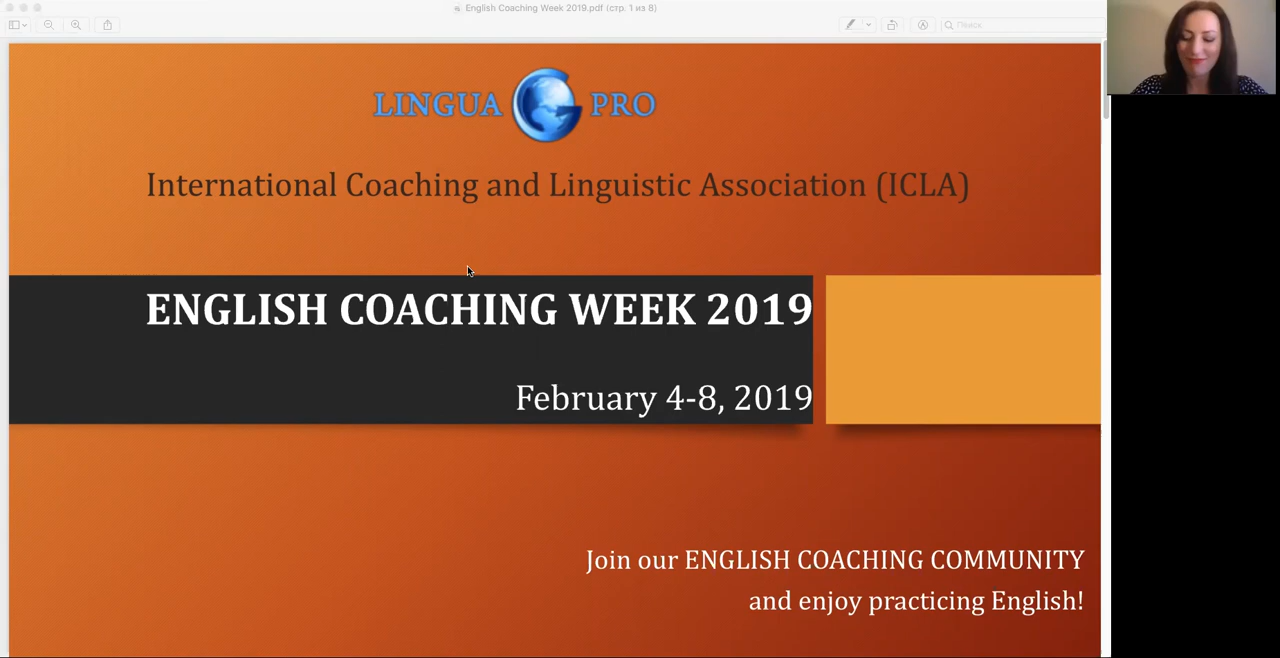 English Coaching Week 2019.pdf (стр. 1 из 8)
Поиск
LINGUA PRO
International Coaching and Linguistic Association (ICLA)
ENGLISH COACHING WEEK 2019
February 4-8, 2019
Join our ENGLISH COACHING COMMUNITY
and enjoy practicing English!